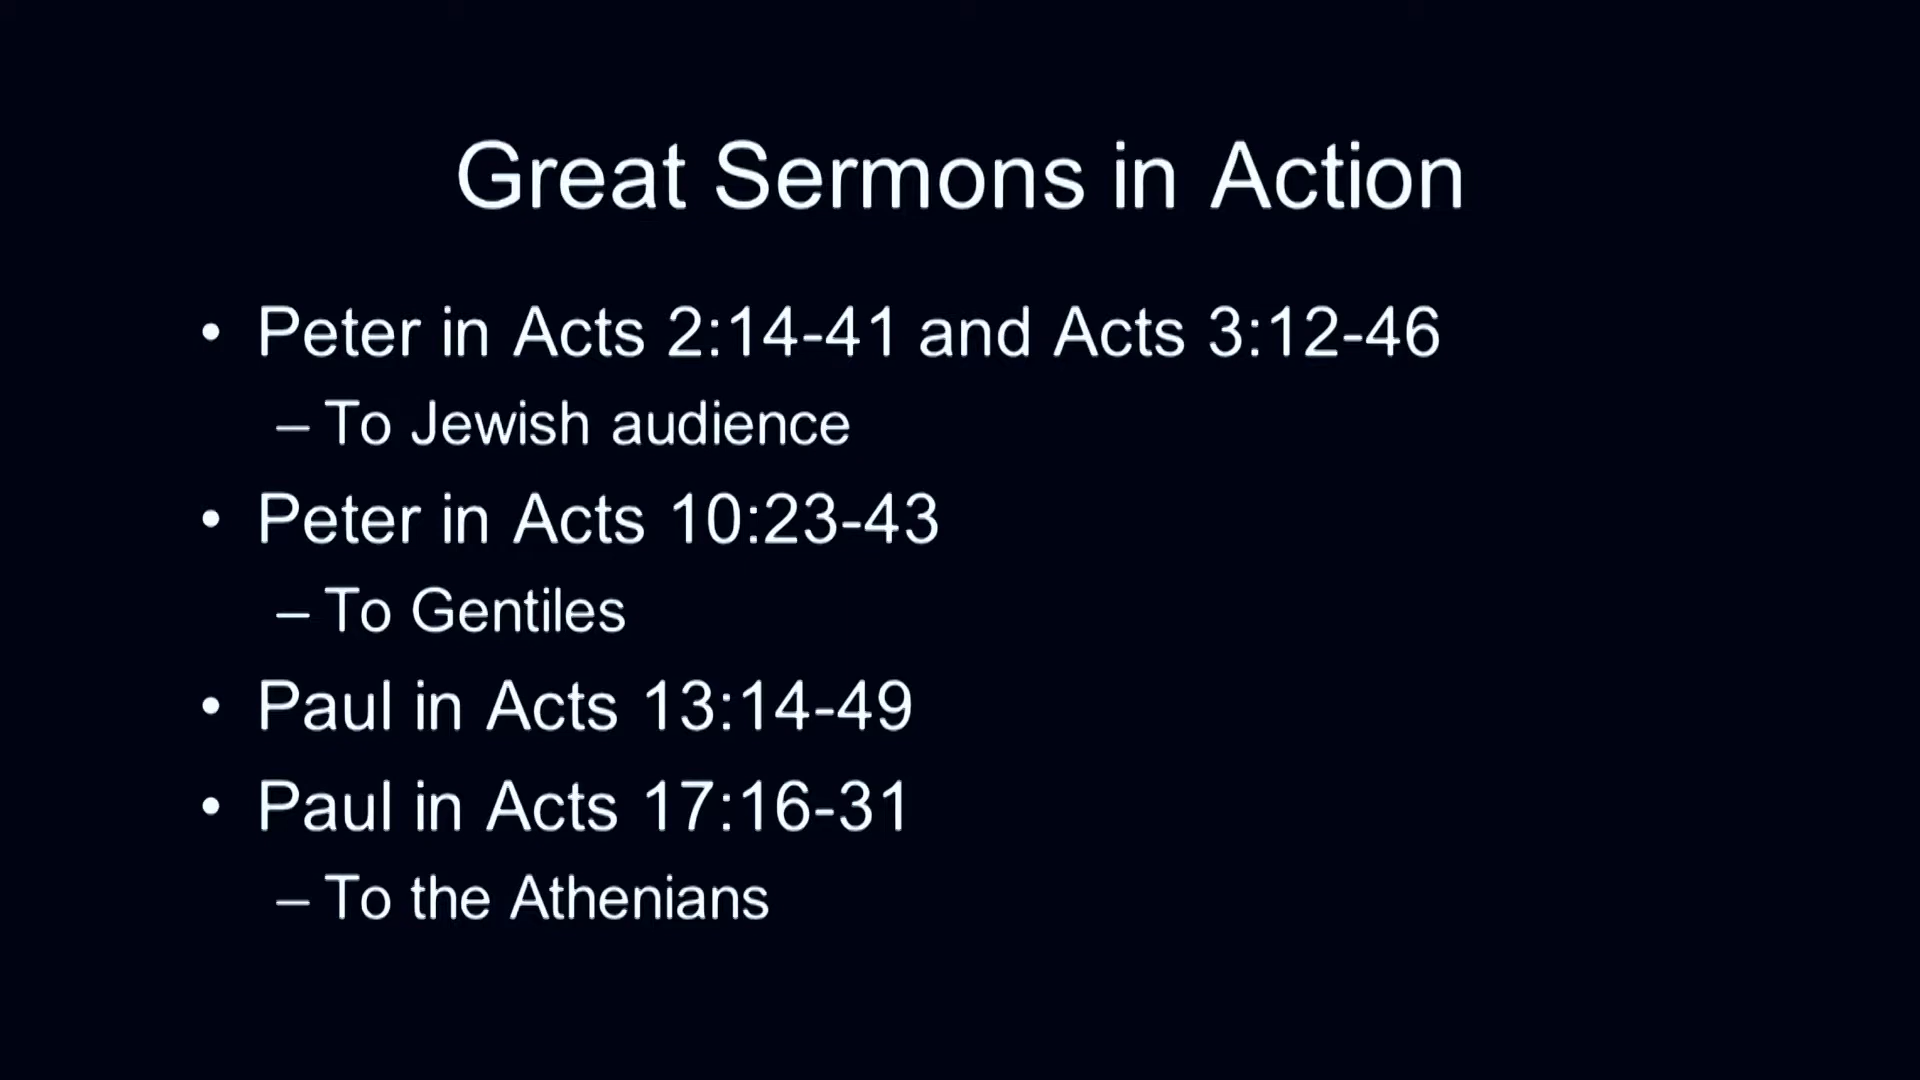 Great Sermons in Action
• Peter in Acts 2:14-41 and Acts 3:12-46
– To Jewish audience
• Peter in Acts 10:23-43
– To Gentiles
• Paul in Acts 13:14-49
• Paul in Acts 17:16-31
– To the Athenians